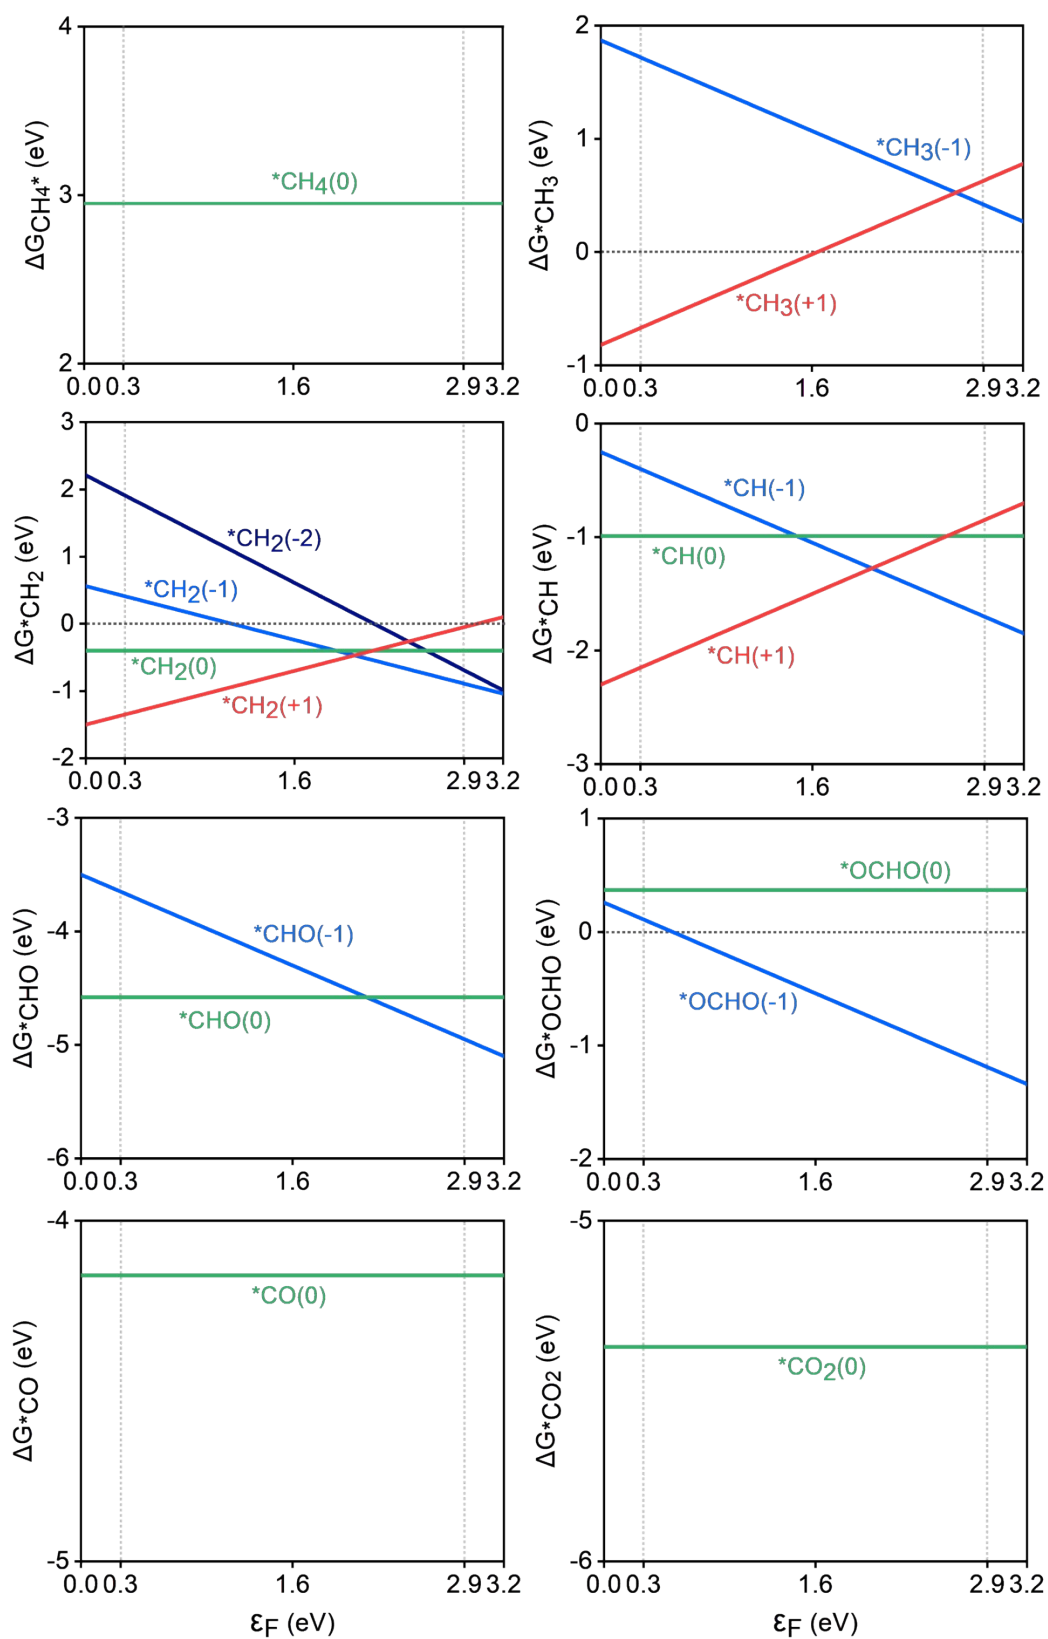 4
3
2
ΔGCH4* (eV)
*CH4(0)
0.0 0.3 1.6 2.9 3.2
2
1
0
-1
ΔG*CH3 (eV)
*CH3(-1)
*CH3(+1)
0.0 0.3 1.6 2.9 3.2
3
2
1
0
-1
-2
ΔG*CH2 (eV)
*CH2(-2)
*CH2(-1)
*CH2(0)
*CH2(+1)
0.0 0.3 1.6 2.9 3.2
0
-1
-2
-3
ΔG*CH (eV)
*CH(-1)
*CH(0)
*CH(+1)
0.0 0.3 1.6 2.9 3.2
-3
-4
-5
-6
ΔG*CHO (eV)
*CHO(-1)
*CHO(0)
0.0 0.3 1.6 2.9 3.2
1
0
-1
-2
ΔG*OCHO (eV)
*OCHO(0)
*OCHO(-1)
0.0 0.3 1.6 2.9 3.2
-4
-5
ΔG*CO (eV)
*CO(0)
0.0 0.3 1.6 2.9 3.2
εF (eV)
-5
-6
ΔG*CO2 (eV)
*CO2(0)
0.0 0.3 1.6 2.9 3.2
εF (eV)